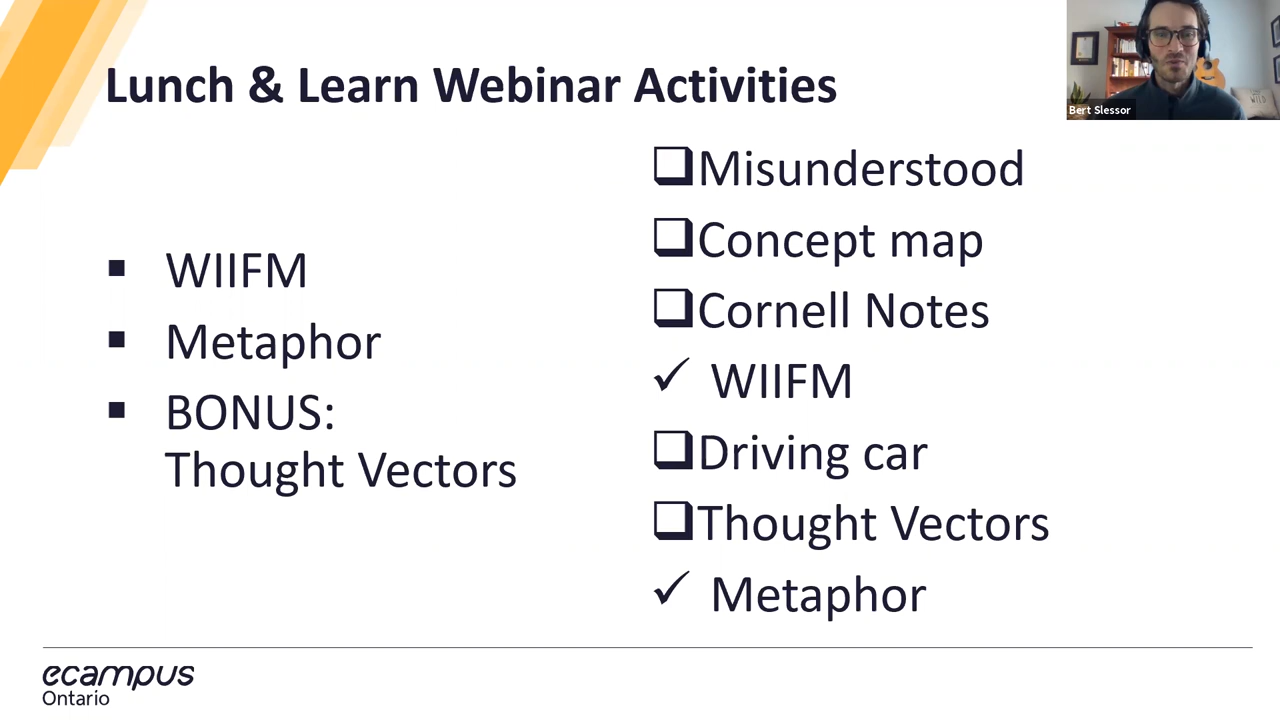 Lunch & Learn Webinar Activities
WIIFM
Metaphor
BONUS:
Thought Vectors
Misunderstood
Concept map
Cornell Notes
WIIFM
Driving car
Thought Vectors
Metaphor
Bert Slessor
ecampus
Ontario